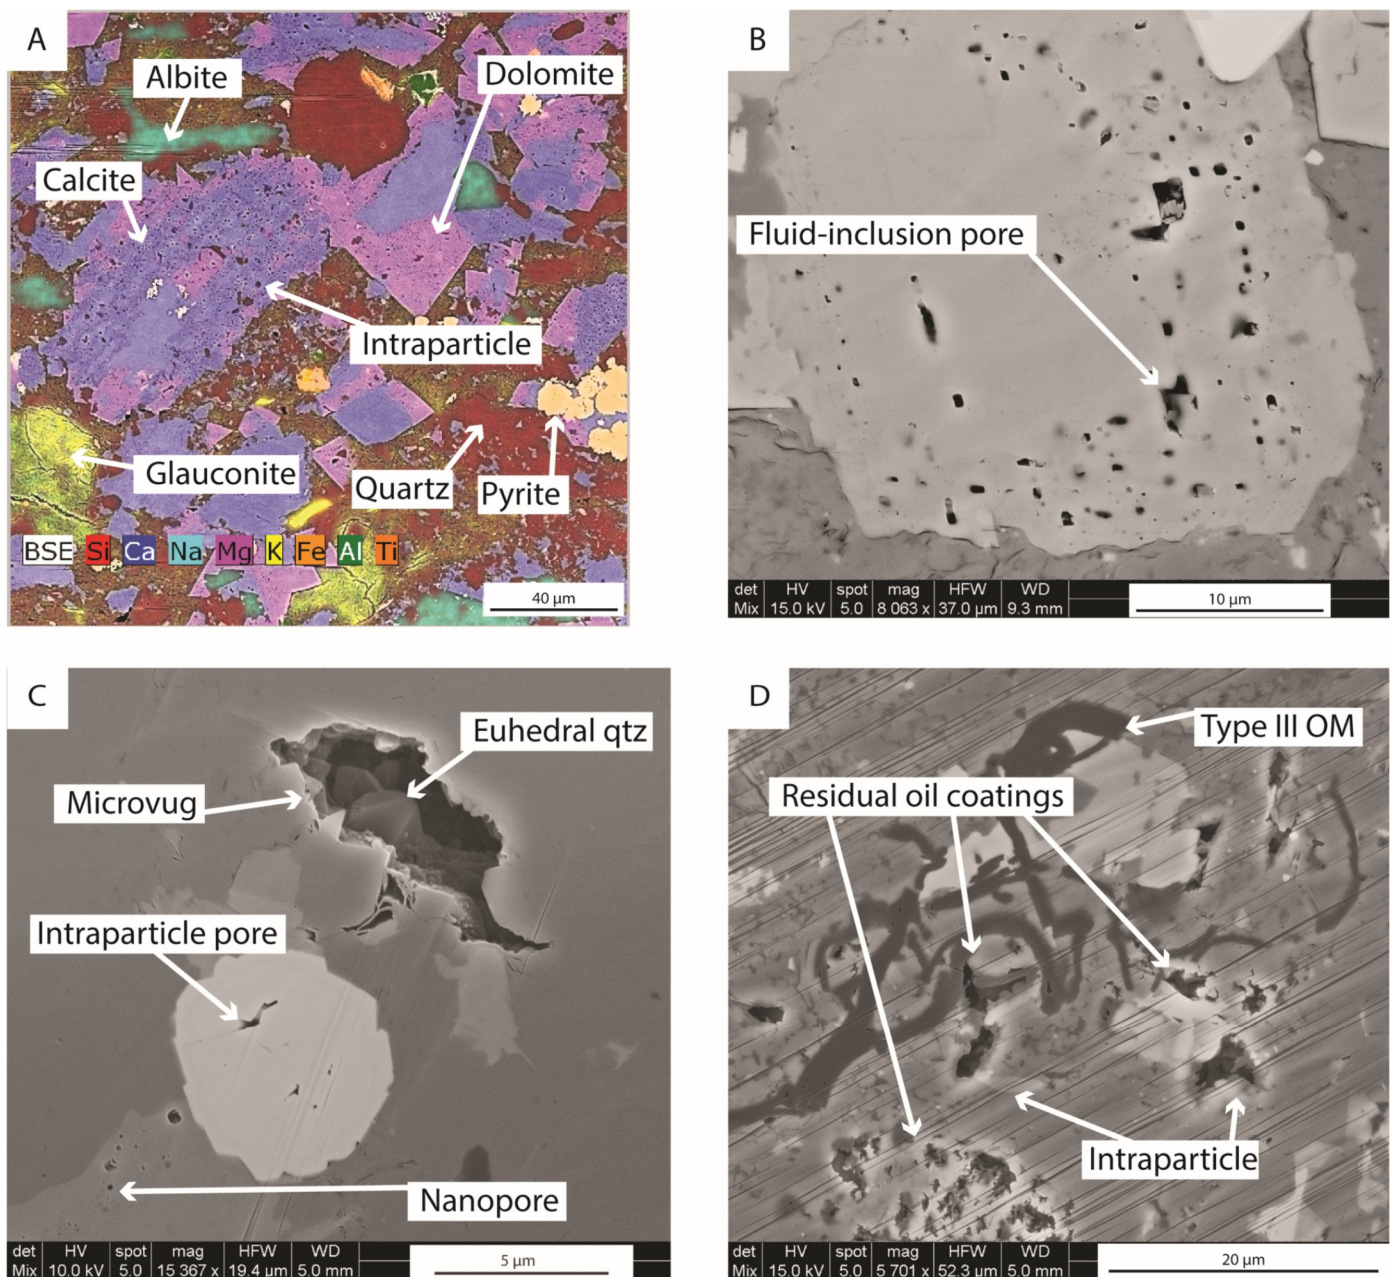 A
Albite
Dolomite
Calcite
Intraparticle
Glauconite
Quartz
Pyrite
BSE Si Ca Na Mg K Fe Al Ti
40 µm
B
Fluid-inclusion pore
det HV spot mag HFW WD
Mix 15.0 kV 5.0 8 063 x 37.0 µm 9.3 mm
10 µm
C
Euhedral qtz
Microvug
Intraparticle pore
Nanopore
det HV spot mag HFW WD
Mix 10.0 kV 5.0 15 367 x 19.4 µm 5.0 mm
5 µm
D
Type III OM
Residual oil coatings
Intraparticle
det HV spot mag HFW WD
Mix 15.0 kV 5.0 5 701 x 52.3 µm 5.0 mm
20 µm